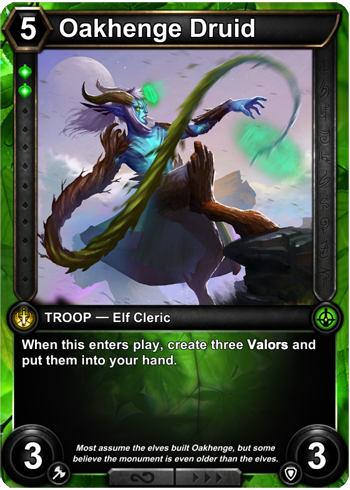 5 Oakhenge Druid
TROOP — Elf Cleric
When this enters play, create three Valors and
put them into your hand.
Most assume the elves built Oakhenge, but some
believe the monument is even older than the elves.
3 3